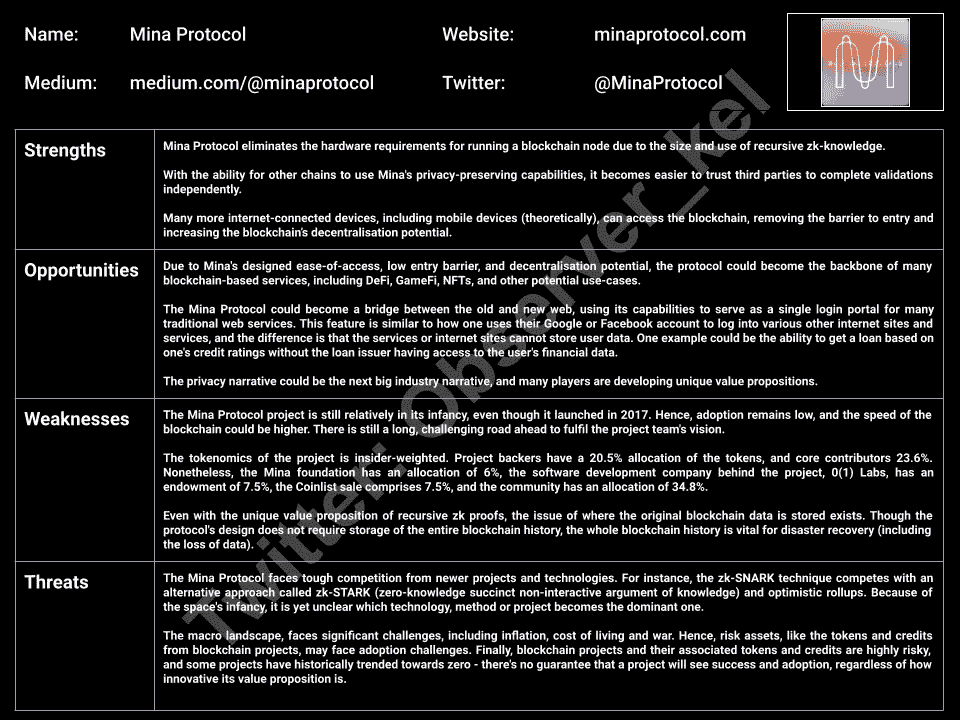 Name: Mina Protocol Website: minaprotocol.com
Medium: medium.com/@minaprotocol Twitter: @MinaProtocol
Strengths
Mina Protocol eliminates the hardware requirements for running a blockchain node due to the size and use of recursive zk-knowledge.
With the ability for other chains to use Mina's privacy-preserving capabilities, it becomes easier to trust third parties to complete validations
independently.
Many more internet-connected devices, including mobile devices (theoretically), can access the blockchain, removing the barrier to entry and
increasing the blockchain's decentralisation potential.
Opportunities
Due to Mina's designed ease-of-access, low entry barrier, and decentralisation potential, the protocol could become the backbone of many
blockchain-based services, including DeFi, GameFi, NFTs, and other potential use-cases.
The Mina Protocol could become a bridge between the old and new web, using its capabilities to serve as a single login portal for many
traditional web services. This feature is similar to how one uses their Google or Facebook account to log into various other internet sites and
services, and the difference is that the services or internet sites cannot store user data. One example could be the ability to get a loan based on
one's credit ratings without the loan issuer having access to the user's financial data.
The privacy narrative could be the next big industry narrative, and many players are developing unique value propositions.
Weaknesses
The Mina Protocol project is still relatively in its infancy, even though it launched in 2017. Hence, adoption remains low, and the speed of the
blockchain could be higher. There is still a long, challenging road ahead to fulfil the project team's vision.
The tokenomics of the project is insider-weighted. Project backers have a 20.5% allocation of the tokens, and core contributors 23.6%.
Nonetheless, the Mina foundation has an allocation of 6%, the software development company behind the project, 0(1) Labs, has an
endowment of 7.5%, the Coinlist sale comprises 7.5%, and the community has an allocation of 34.8%.
Even with the unique value proposition of recursive zk proofs, the issue of where the original blockchain data is stored exists. Though the
protocol's design does not require storage of the entire blockchain history, the whole blockchain history is vital for disaster recovery (including
the loss of data).
Threats
The Mina Protocol faces tough competition from newer projects and technologies. For instance, the zk-SNARK technique competes with an
alternative approach called zk-STARK (zero-knowledge succinct non-interactive argument of knowledge) and optimistic rollups. Because of
the space's infancy, it is yet unclear which technology, method or project becomes the dominant one.
The macro landscape, faces significant challenges, including inflation, cost of living and war. Hence, risk assets, like the tokens and credits
from blockchain projects, may face adoption challenges. Finally, blockchain projects and their associated tokens and credits are highly risky,
and some projects have historically trended towards zero - there's no guarantee that a project will see success and adoption, regardless of how
innovative its value proposition is.
Twitter: Observer_kel